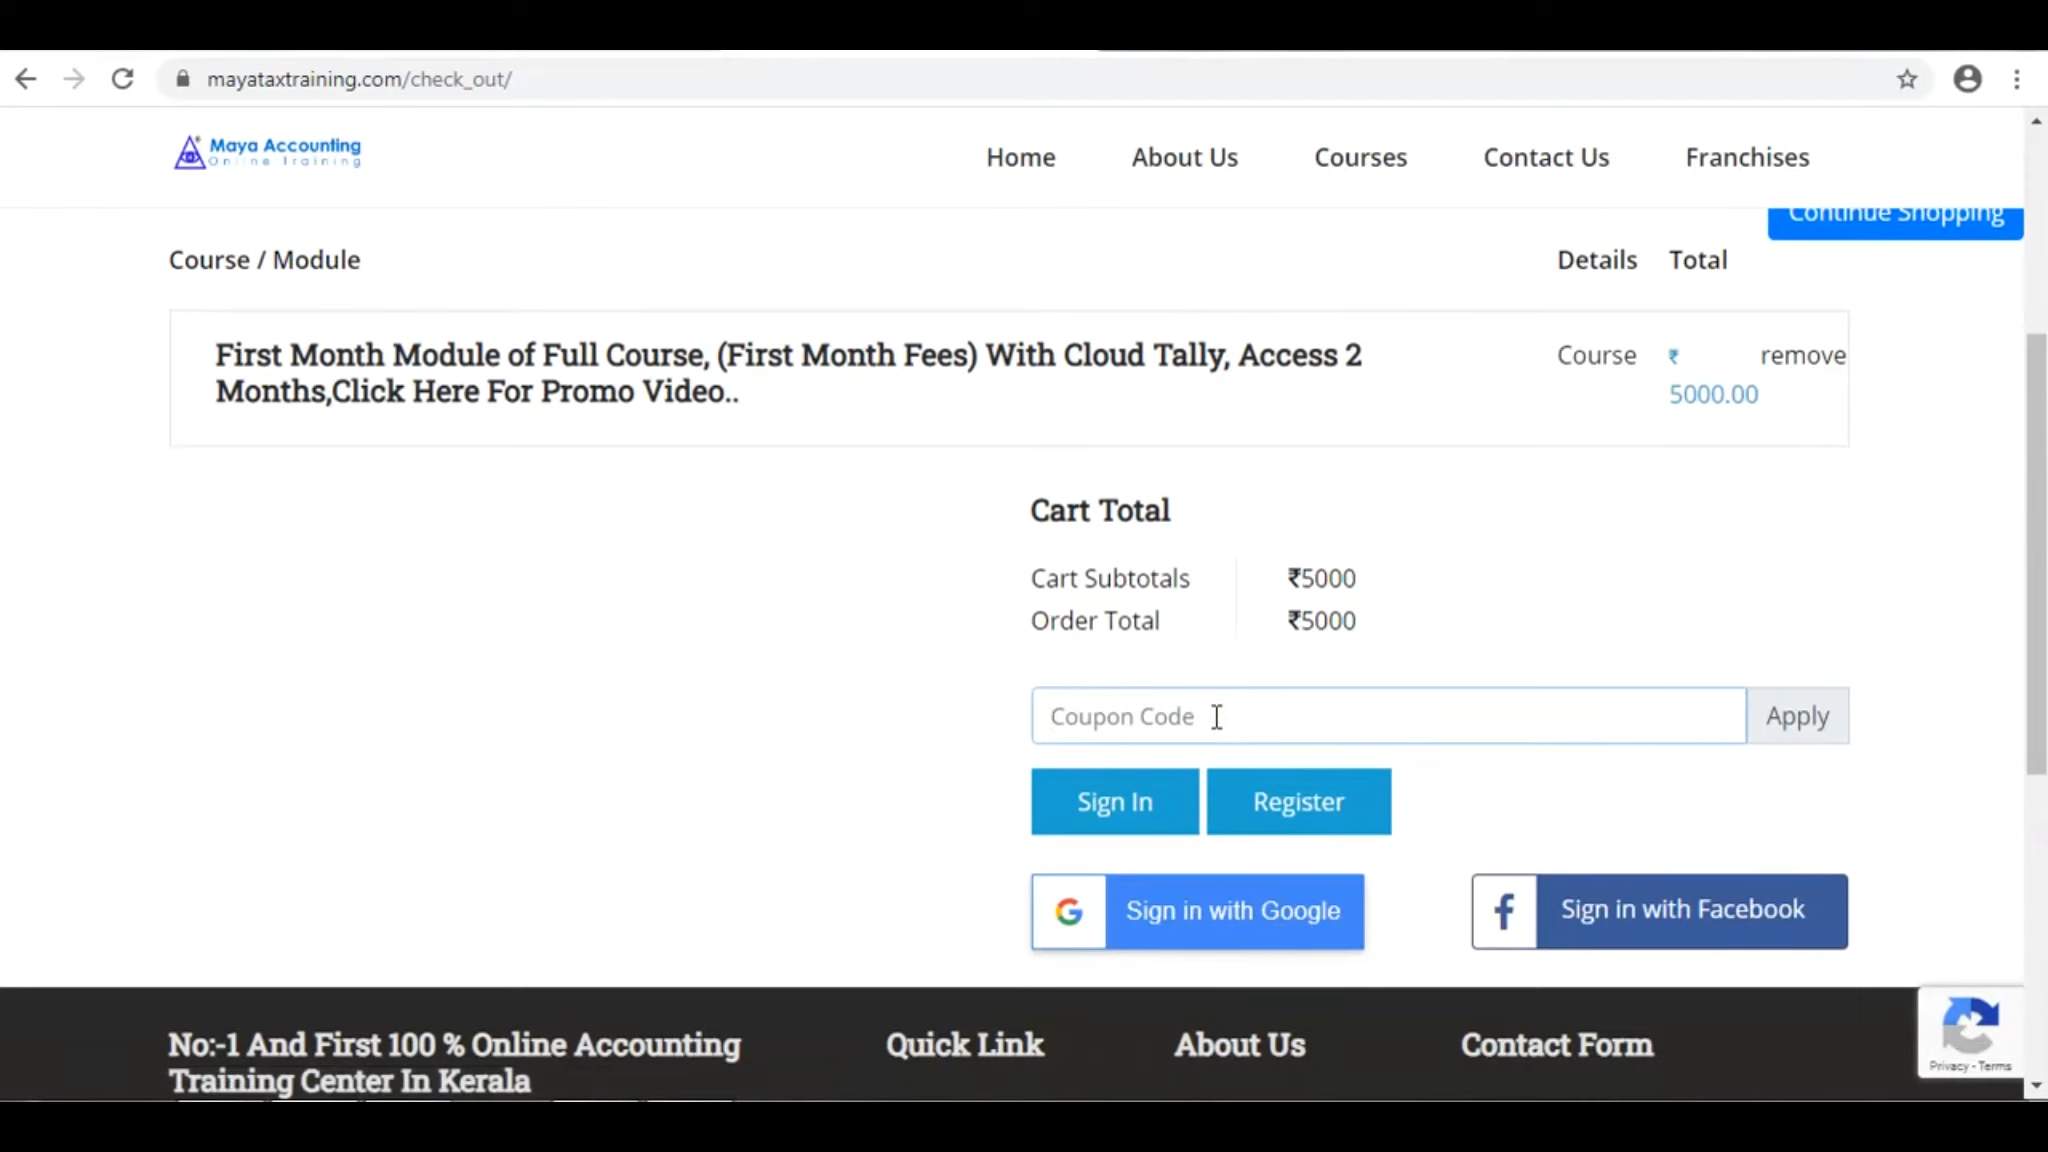 mayataxtraining.com/check_out/
Maya Accounting
Online Training
Home About Us Courses Contact Us Franchises
Continue Shopping
Course / Module Details Total
First Month Module of Full Course, (First Month Fees) With Cloud Tally, Access 2 Course ₹ remove
Months,Click Here For Promo Video.. 5000.00
Cart Total
Cart Subtotals ₹5000
Order Total ₹5000
Coupon Code Apply
Sign In Register
G Sign in with Google f Sign in with Facebook
No:-1 And First 100 % Online Accounting Quick Link About Us Contact Form
Training Center In Kerala
Privacy - Terms